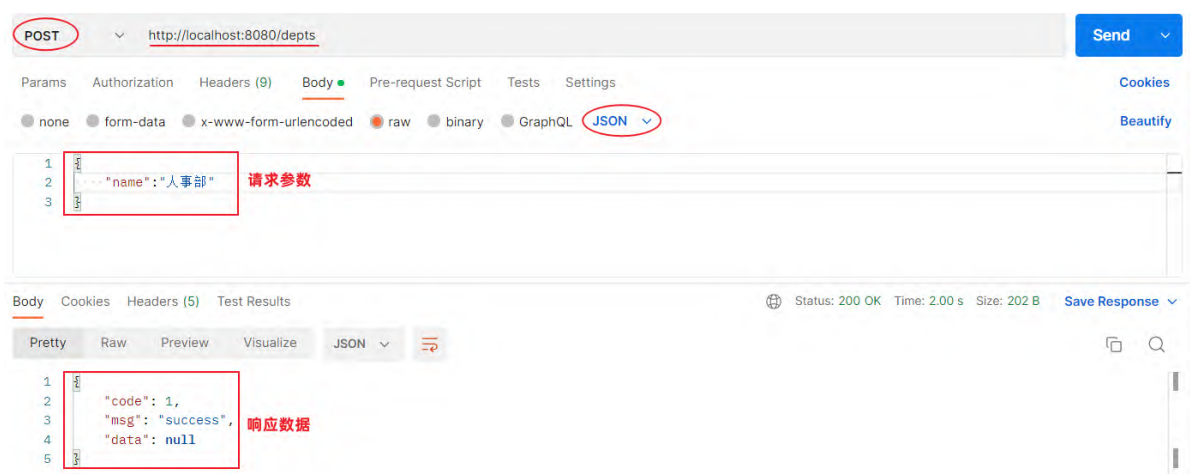 POST http://localhost:8080/depts Send
Params Authorization Headers (9) Body Pre-request Script Tests Settings Cookies
none form-data x-www-form-urlencoded raw binary GraphQL JSON Beautify
1 {
2 "name":"人事部" 请求参数
3 }
Body Cookies Headers (5) Test Results Status: 200 OK Time: 2.00 s Size: 202 B Save Response
Pretty Raw Preview Visualize JSON
1 {
2 "code": 1,
3 "msg": "success", 响应数据
4 "data": null
5 }